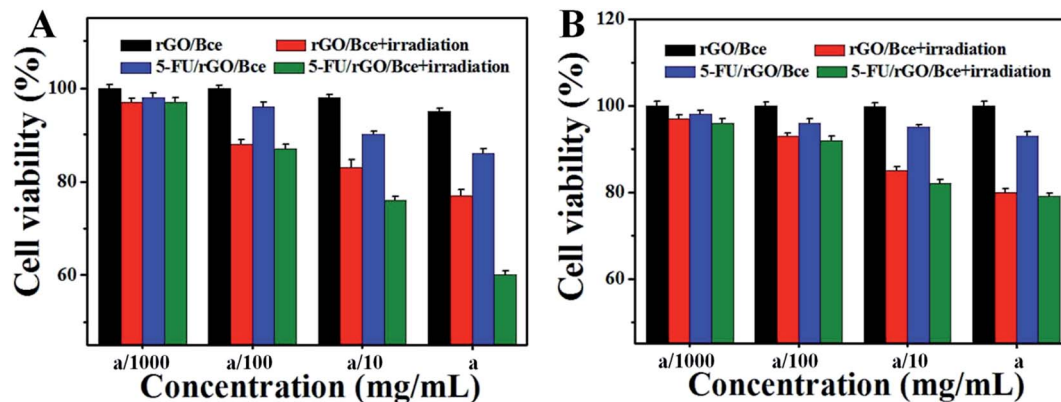 A
rGO/Bce rGO/Bce+irradiation
5-FU/rGO/Bce 5-FU/rGO/Bce+irradiation
100
80
60
Cell viability (%)
a/1000 a/100 a/10 a
Concentration (mg/mL)
B
120
rGO/Bce rGO/Bce+irradiation
5-FU/rGO/Bce 5-FU/rGO/Bce+irradiation
100
80
60
Cell viability (%)
a/1000 a/100 a/10 a
Concentration (mg/mL)